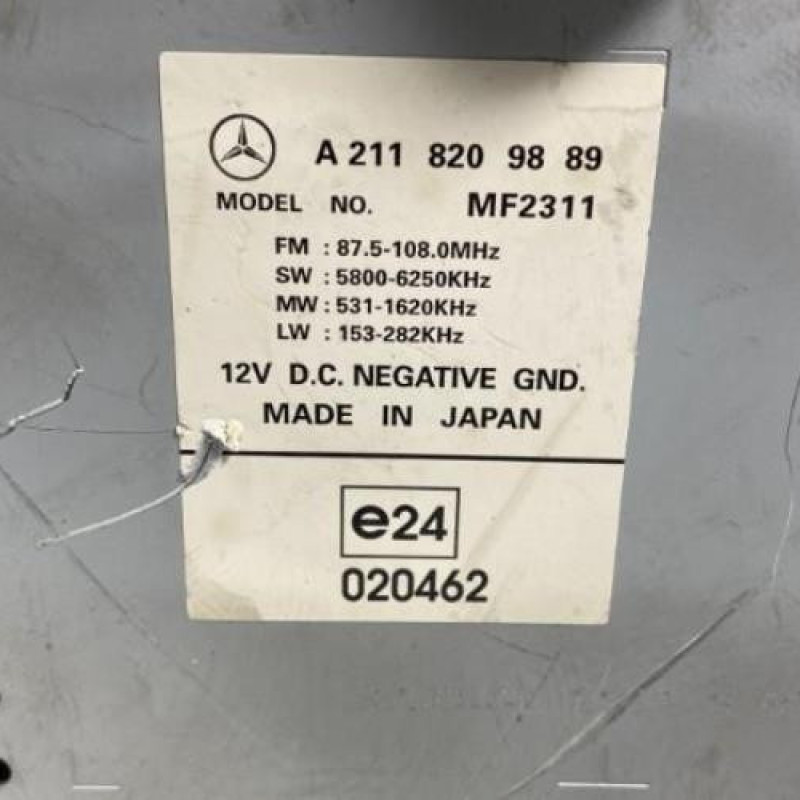 A 211 820 98 89
MODEL NO. MF2311
FM : 87.5-108.0MHz
SW : 5800-6250KHz
MW : 531-1620KHz
LW : 153-282KHz
12V D.C. NEGATIVE GND.
MADE IN JAPAN
e24
020462